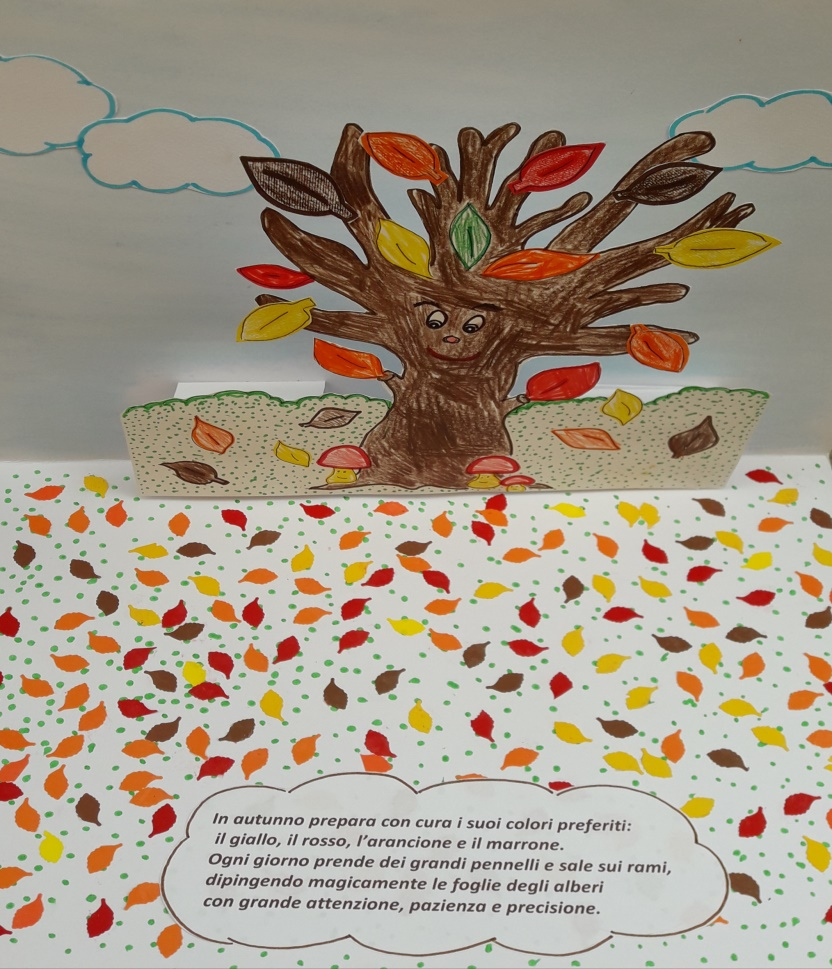 In autunno prepara con cura i suoi colori preferiti:
il giallo, il rosso, l'arancione e il marrone.
Ogni giorno prende dei grandi pennelli e sale sui rami,
dipingendo magicamente le foglie degli alberi
con grande attenzione, pazienza e precisione.